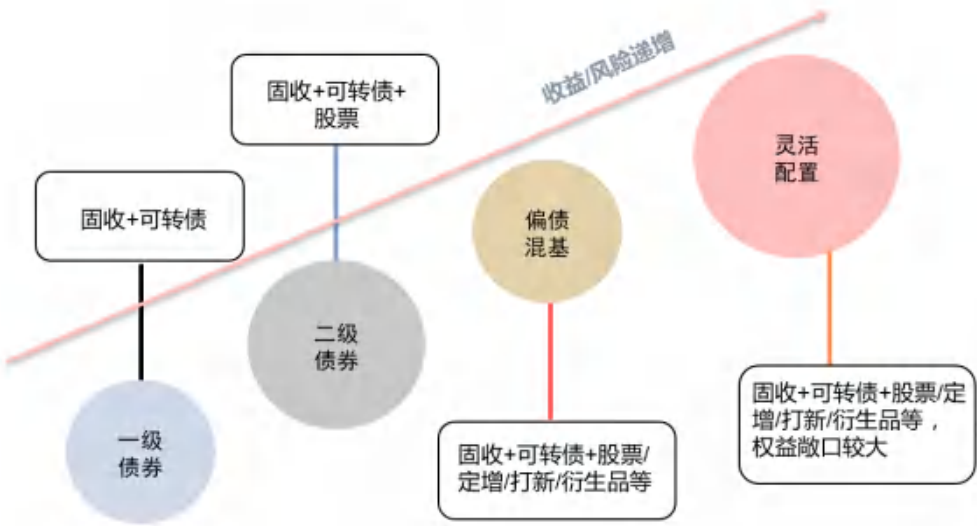 收益/风险递增
固收+可转债+
股票
灵活
配置
固收+可转债
偏债
混基
二级
债券
一级
债券
固收+可转债+股票/
定增/打新/衍生品等
固收+可转债+股票/定
增/打新/衍生品等，
权益敞口较大